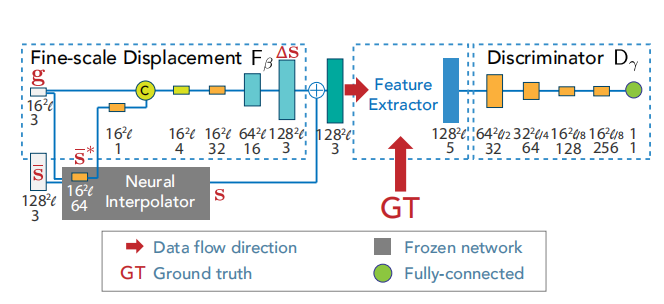 Fine-scale Displacement Fβ Δs Discriminator Dγ
g
C
Feature
Extractor
16²ℓ
3
16²ℓ
1
16²ℓ
4
16²ℓ
32
64²ℓ
16
128²ℓ
3
128²ℓ
3
128²ℓ
5
64²ℓ/2
32
32²ℓ/4
64
16²ℓ/8
128
16²ℓ/8
256
1
1
s̅*
s̅
16²ℓ
64
128²ℓ
3
Neural
Interpolator
s
GT
Data flow direction
Frozen network
GT Ground truth
Fully-connected